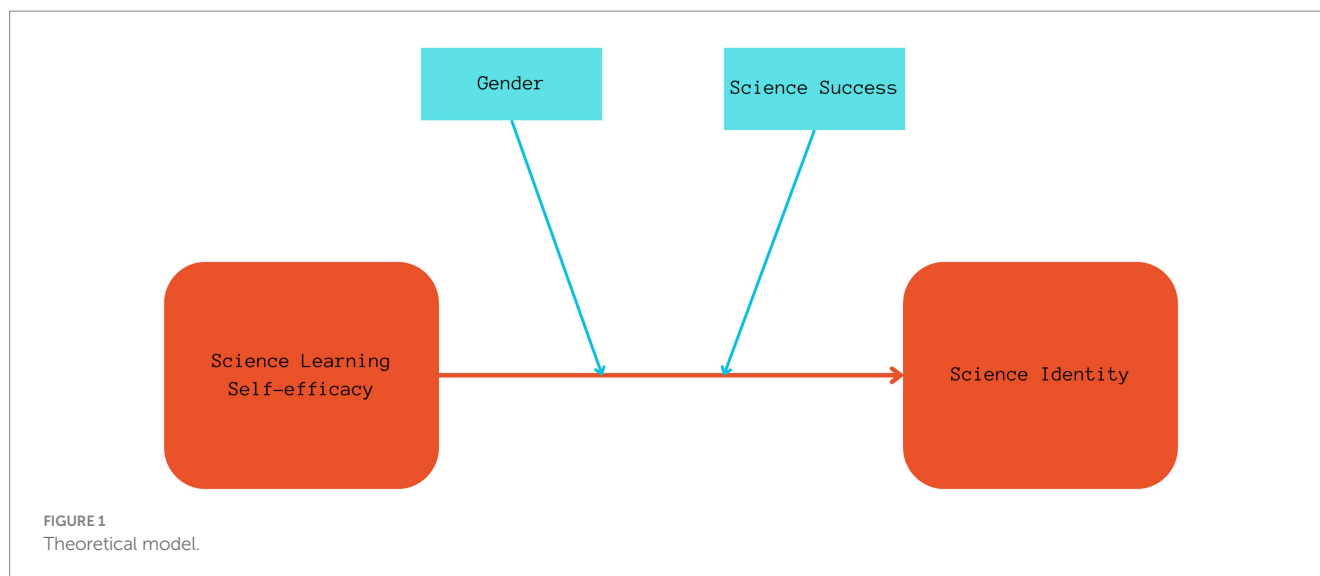 Gender
Science Success
Science Learning
Self-efficacy
Science Identity
FIGURE 1
Theoretical model.